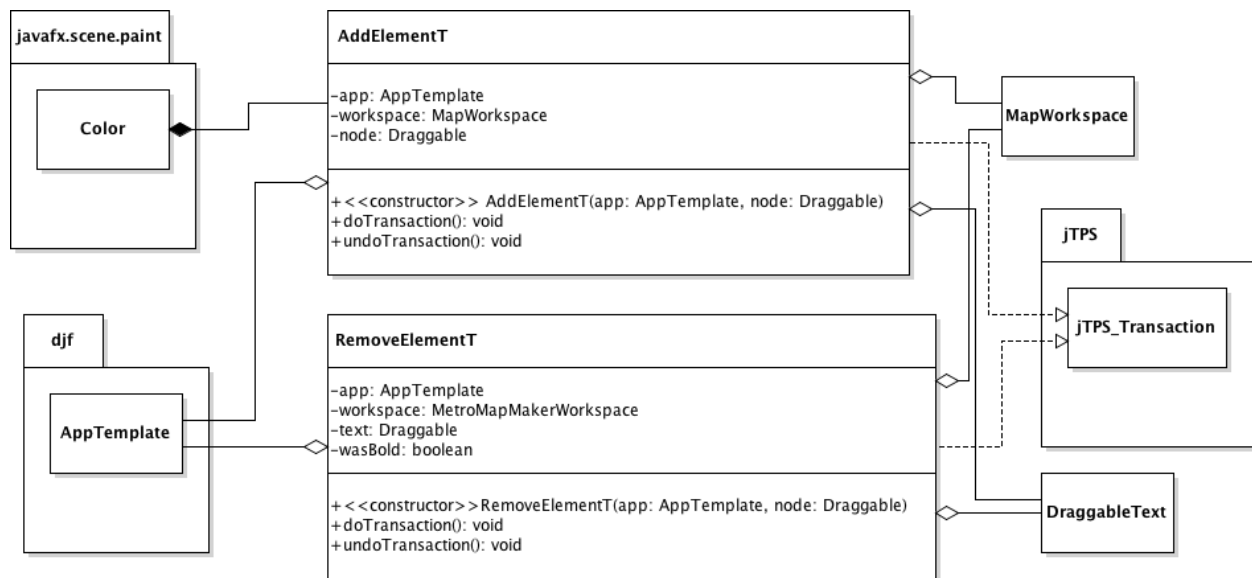 javafx.scene.paint
Color
AddElementT
-app: AppTemplate
-workspace: MapWorkspace
-node: Draggable
+<<constructor>> AddElementT(app: AppTemplate, node: Draggable)
+doTransaction(): void
+undoTransaction(): void
MapWorkspace
jTPS
jTPS_Transaction
djf
AppTemplate
RemoveElementT
-app: AppTemplate
-workspace: MetroMapMakerWorkspace
-text: Draggable
-wasBold: boolean
+<<constructor>>RemoveElementT(app: AppTemplate, node: Draggable)
+doTransaction(): void
+undoTransaction(): void
DraggableText